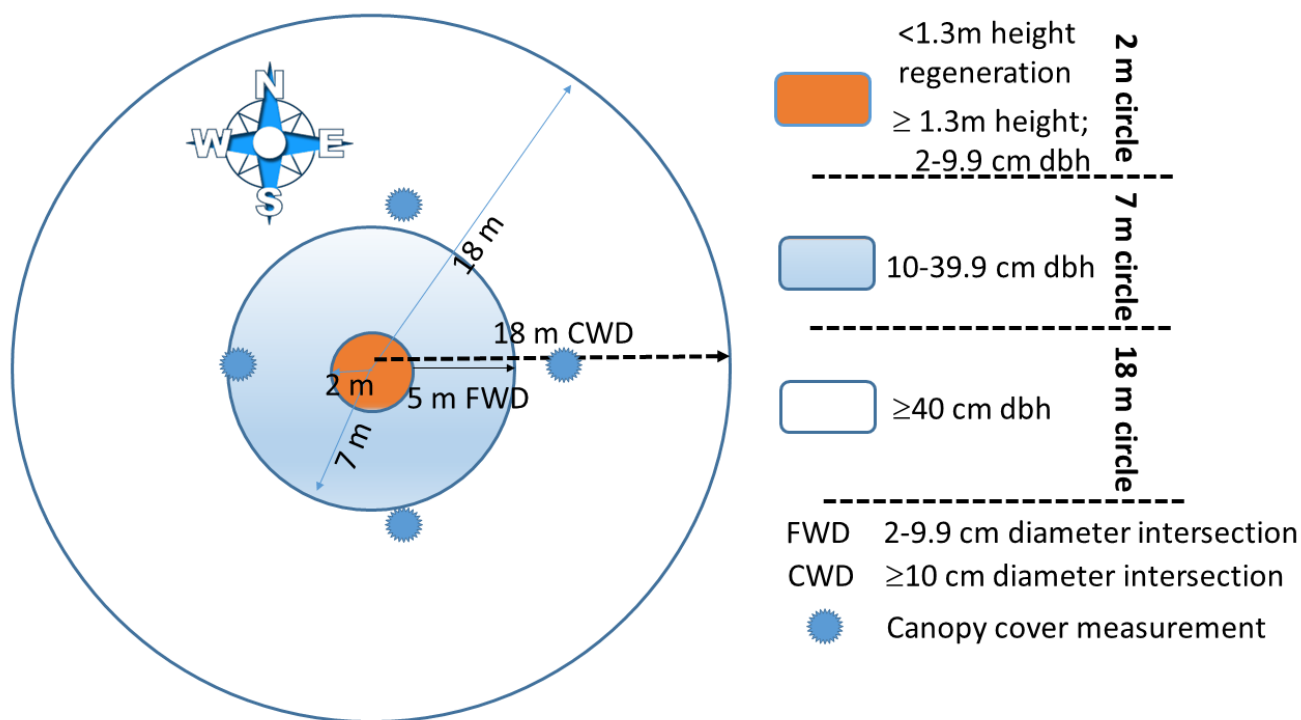 N
W E
S
18 m
18 m CWD
2 m
5 m FWD
7 m
<1.3m height
regeneration
≥ 1.3m height;
2-9.9 cm dbh
2 m circle
10-39.9 cm dbh
7 m circle
≥40 cm dbh
18 m circle
FWD 2-9.9 cm diameter intersection
CWD ≥10 cm diameter intersection
Canopy cover measurement